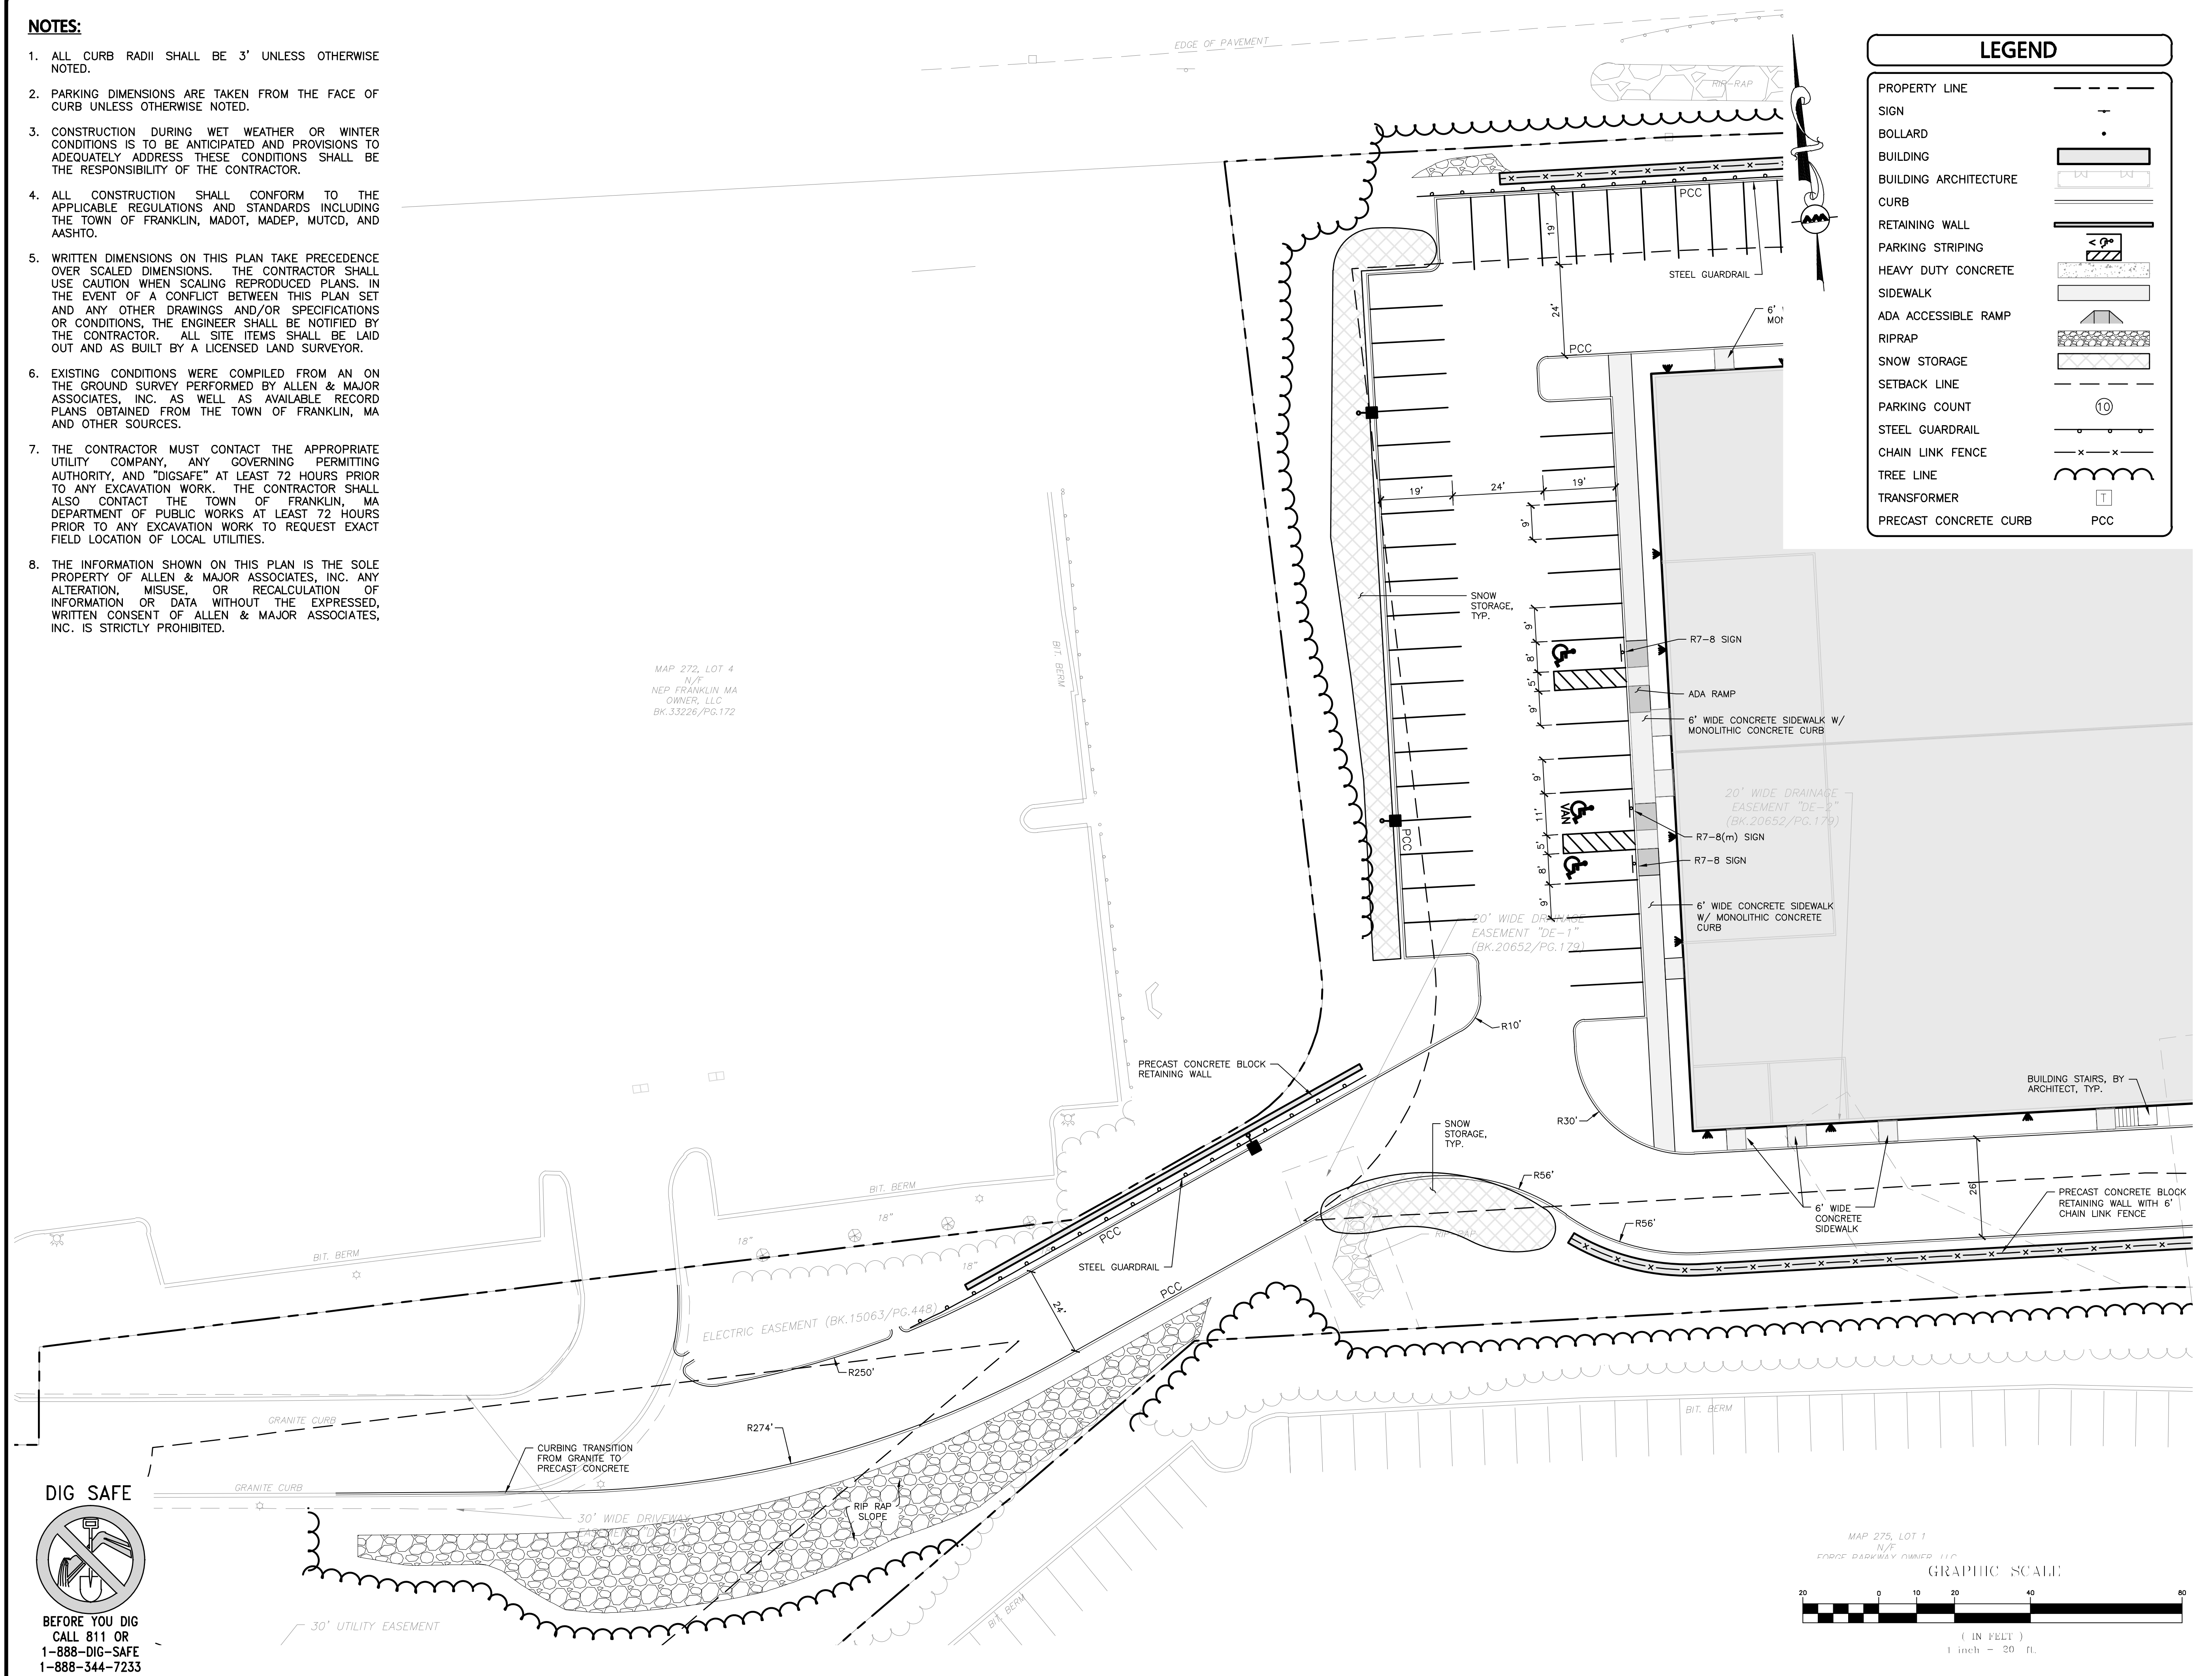 NOTES:
1. ALL CURB RADII SHALL BE 3' UNLESS OTHERWISE
NOTED.
2. PARKING DIMENSIONS ARE TAKEN FROM THE FACE OF
CURB UNLESS OTHERWISE NOTED.
3. CONSTRUCTION DURING WET WEATHER OR WINTER
CONDITIONS IS TO BE ANTICIPATED AND PROVISIONS TO
ADEQUATELY ADDRESS THESE CONDITIONS SHALL BE
THE RESPONSIBILITY OF THE CONTRACTOR.
4. ALL CONSTRUCTION SHALL CONFORM TO THE
APPLICABLE REGULATIONS AND STANDARDS INCLUDING
THE TOWN OF FRANKLIN, MADOT, MADEP, MUTCD, AND
AASHTO.
5. WRITTEN DIMENSIONS ON THIS PLAN TAKE PRECEDENCE
OVER SCALED DIMENSIONS. THE CONTRACTOR SHALL
USE CAUTION WHEN SCALING REPRODUCED PLANS. IN
THE EVENT OF A CONFLICT BETWEEN THIS PLAN SET
AND ANY OTHER DRAWINGS AND/OR SPECIFICATIONS
OR CONDITIONS, THE ENGINEER SHALL BE NOTIFIED BY
THE CONTRACTOR. ALL SITE ITEMS SHALL BE LAID
OUT AND AS BUILT BY A LICENSED LAND SURVEYOR.
6. EXISTING CONDITIONS WERE COMPILED FROM AN ON
THE GROUND SURVEY PERFORMED BY ALLEN & MAJOR
ASSOCIATES, INC. AS WELL AS AVAILABLE RECORD
PLANS OBTAINED FROM THE TOWN OF FRANKLIN, MA
AND OTHER SOURCES.
7. THE CONTRACTOR MUST CONTACT THE APPROPRIATE
UTILITY COMPANY, ANY GOVERNING PERMITTING
AUTHORITY, AND "DIGSAFE" AT LEAST 72 HOURS PRIOR
TO ANY EXCAVATION WORK. THE CONTRACTOR SHALL
ALSO CONTACT THE TOWN OF FRANKLIN, MA
DEPARTMENT OF PUBLIC WORKS AT LEAST 72 HOURS
PRIOR TO ANY EXCAVATION WORK TO REQUEST EXACT
FIELD LOCATION OF LOCAL UTILITIES.
8. THE INFORMATION SHOWN ON THIS PLAN IS THE SOLE
PROPERTY OF ALLEN & MAJOR ASSOCIATES, INC. ANY
ALTERATION, MISUSE, OR RECALCULATION OF
INFORMATION OR DATA WITHOUT THE EXPRESSED,
WRITTEN CONSENT OF ALLEN & MAJOR ASSOCIATES,
INC. IS STRICTLY PROHIBITED.
LEGEND
PROPERTY LINE
SIGN
BOLLARD
BUILDING
BUILDING ARCHITECTURE
CURB
RETAINING WALL
PARKING STRIPING
HEAVY DUTY CONCRETE
SIDEWALK
ADA ACCESSIBLE RAMP
RIPRAP
SNOW STORAGE
SETBACK LINE
PARKING COUNT 10
STEEL GUARDRAIL
CHAIN LINK FENCE
TREE LINE
TRANSFORMER T
PRECAST CONCRETE CURB PCC
EDGE OF PAVEMENT
RIP-RAP
PCC
19'
STEEL GUARDRAIL
24'
6'
PCC
19'
24'
19'
9'
SNOW
STORAGE,
TYP.
9'
8'
5'
9'
R7-8 SIGN
ADA RAMP
6' WIDE CONCRETE SIDEWALK W/
MONOLITHIC CONCRETE CURB
9'
11'
5'
8'
9'
VAN
20' WIDE DRAINAGE
EASEMENT "DE-2"
(BK.20652/PG.179)
R7-8(m) SIGN
R7-8 SIGN
PCC
6' WIDE CONCRETE SIDEWALK
W/ MONOLITHIC CONCRETE
CURB
20' WIDE DRAINAGE
EASEMENT "DE-1"
(BK.20652/PG.179)
BIT. BERM
MAP 272, LOT 4
N/F
NEP FRANKLIN MA
OWNER, LLC
BK.33226/PG.172
R10'
PRECAST CONCRETE BLOCK
RETAINING WALL
BUILDING STAIRS, BY
ARCHITECT, TYP.
R30'
SNOW
STORAGE,
TYP.
R56'
R56'
RIP-RAP
6' WIDE
CONCRETE
SIDEWALK
26'
PRECAST CONCRETE BLOCK
RETAINING WALL WITH 6'
CHAIN LINK FENCE
BIT. BERM
BIT. BERM
18"
18"
18"
PCC
STEEL GUARDRAIL
PCC
24'
ELECTRIC EASEMENT (BK.15063/PG.448)
R250'
R274'
GRANITE CURB
CURBING TRANSITION
FROM GRANITE TO
PRECAST CONCRETE
GRANITE CURB
RIP RAP
SLOPE
30' WIDE DRIVEWAY
30' UTILITY EASEMENT
BIT. BERM
BIT. BERM
MAP 275, LOT 1
N/F
FORGE PARKWAY OWNER, LLC
DIG SAFE
BEFORE YOU DIG
CALL 811 OR
1-888-DIG-SAFE
1-888-344-7233
GRAPHIC SCALE
20 0 10 20 40 80
( IN FEET )
1 inch = 20 ft.